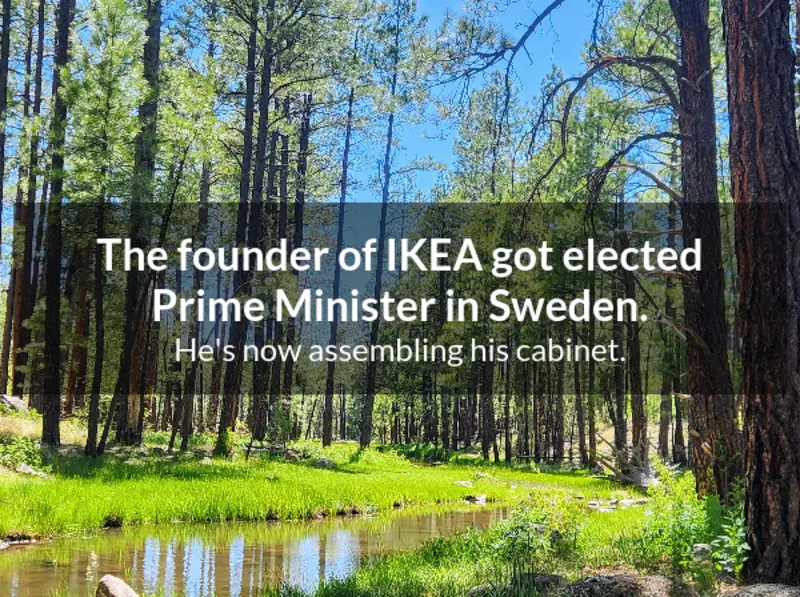 The founder of IKEA got elected
Prime Minister in Sweden.
He's now assembling his cabinet.